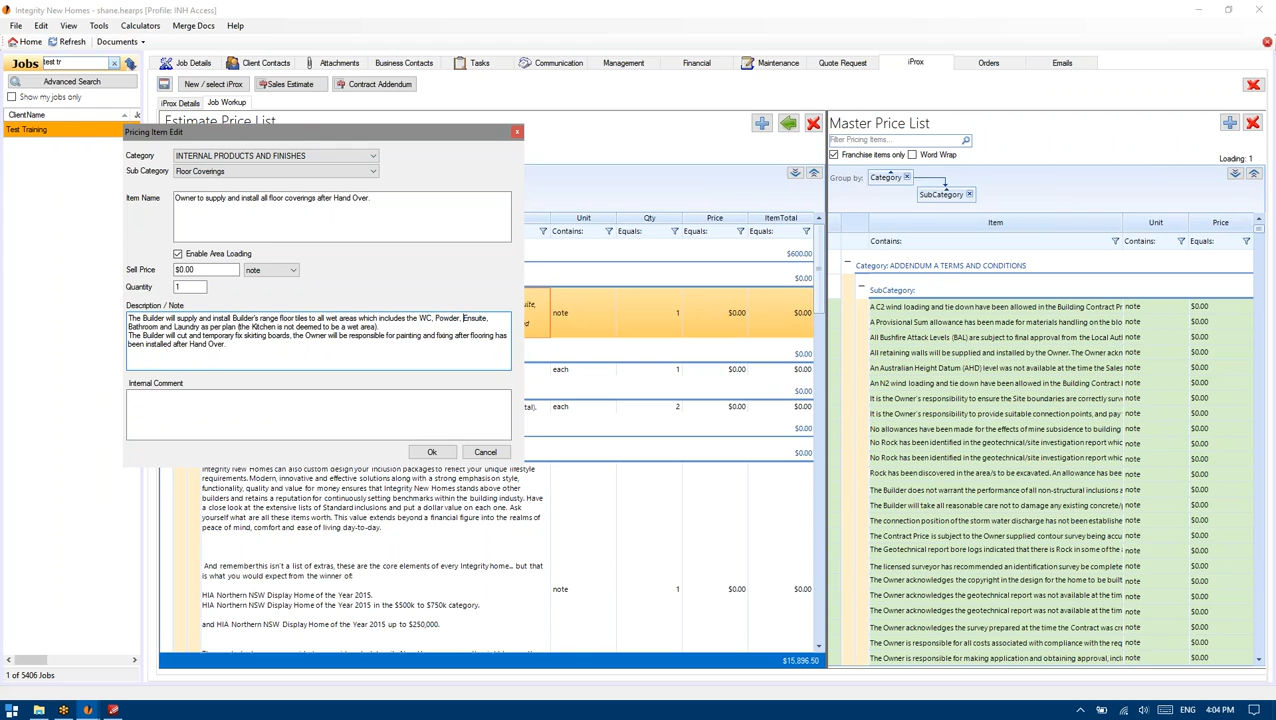 Integrity New Homes - shane.hearps [Profile: INH Access]
File Edit View Tools Calculators Merge Docs Help
Home Refresh Documents
Jobs test tr
Advanced Search
Show my jobs only
ClientName
Test Training
Job Details Client Contacts Attachments Business Contacts Tasks Communication Management Financial Maintenance Quote Request iProx Orders Emails
New / select iProx Sales Estimate Contract Addendum
iProx Details Job Workup
Estimate Price List
Pricing Item Edit
Category INTERNAL PRODUCTS AND FINISHES
Sub Category Floor Coverings
Item Name Owner to supply and install all floor coverings after Hand Over.
Enable Area Loading
Sell Price $0.00 note
Quantity 1
Description / Note
The Builder will supply and install Builder's range floor tiles to all wet areas which includes the WC, Powder, Ensuite,
Bathroom and Laundry as per plan (the Kitchen is not deemed to be a wet area).
The Builder will cut and temporary fix skirting boards, the Owner will be responsible for painting and fixing after flooring has
been installed after Hand Over.
Internal Comment
Ok Cancel
Unit Qty Price ItemTotal
Contains: Equals: Equals: Equals:
$600.00
$0.00
note 1 $0.00 $0.00
$0.00
each 1 $0.00 $0.00
$0.00
each 2 $0.00 $0.00
$0.00
Integrity New Homes can also custom design your inclusion packages to reflect your unique lifestyle
requirements. Modern, innovative and effective solutions along with a strong emphasison style,
functionality, quality and value for money ensures that Integrity New Homes stands above other
builders and retains a reputation for continuously setting benchmarks within the building industy. Have
a close look at the extensive lists of Standard inclusions and put a dollar value on each one. Ask
yourself what are all these items worth. This value extends beyond a financial figure into the realms of
peace of mind, comfort and ease of living day-to-day.
And remember this isn't a list of extras, these are the core elements of every Integrity home... but that
is what you would expect from the winner of:
HIA Northern NSW Display Home of the Year 2015.
HIA Northern NSW Display Home of the Year 2015 in the $500k to $750k category.
and HIA Northern NSW Display Home of the Year 2015 up to $250,000.
note 1 $0.00 $0.00
$15,896.50
Master Price List
Filter Pricing Items...
Franchise items only Word Wrap
Loading: 1
Group by: Category
SubCategory
Item Unit Price
Contains: Contains: Equals:
Category: ADDENDUM A TERMS AND CONDITIONS
SubCategory:
A C2 wind loading and tie down have been allowed in the Building Contract Pr note $0.00
A Provisional Sum allowance has been made for materials handling on the blo note $0.00
All Bushfire Attack Levels (BAL) are subject to final approval from the Local Aut note $0.00
All retaining walls will be supplied and installed by the Owner. The Owner ackn note $0.00
An Australian Height Datum (AHD) level was not available at the time the Sales note $0.00
An N2 wind loading and tie down have been allowed in the Building Contract note $0.00
It is the Owner's responsibility to ensure the Site boundaries are correctly surve note $0.00
It is the Owner's responsibility to provide suitable connection points, and pay note $0.00
No allowances have been made for the effects of mine subsidence to building note $0.00
No Rock has been identified in the geotechnical/site investigation report which note $0.00
No Rock has been identified in the geotechnical/site investigation report which note $0.00
Rock has been discovered in the area/s to be excavated. An allowance has bee note $0.00
The Builder does not warrant the performance of all non-structural inclusions a note $0.00
The Builder will take all reasonable care not to damage any existing concrete/ note $0.00
The connection position of the storm water discharge has not been establishe note $0.00
The Contract Price is subject to the Owner supplied contour survey being accu note $0.00
The Geotechnical report bore logs indicated that there is Rock in some of the note $0.00
The licensed surveyor has recommended an identification survey be complete note $0.00
The Owner acknowledges the copyright in the design for the home to be built note $0.00
The Owner acknowledges the geotechnical report was not available at the time note $0.00
The Owner acknowledges the geotechnical report was not available at the time note $0.00
The Owner acknowledges the survey prepared at the time the Contract was cre note $0.00
The Owner is responsible for all costs associated with compliance with the requ note $0.00
The Owner is responsible for making application and obtaining approval, incl note $0.00
1 of 5406 Jobs
ENG 4:04 PM